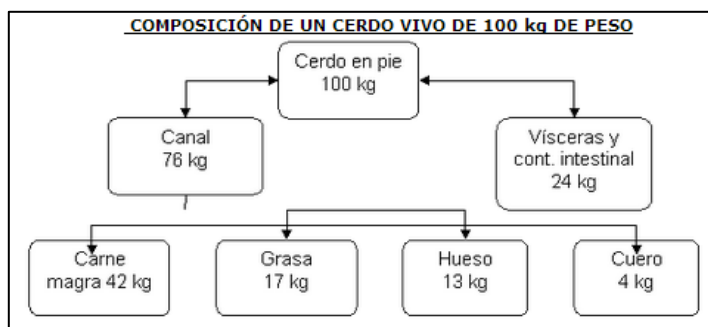 COMPOSICIÓN DE UN CERDO VIVO DE 100 kg DE PESO
Cerdo en pie
100 kg
Canal
76 kg
Vísceras y
cont. intestinal
24 kg
Carne
magra 42 kg
Grasa
17 kg
Hueso
13 kg
Cuero
4 kg